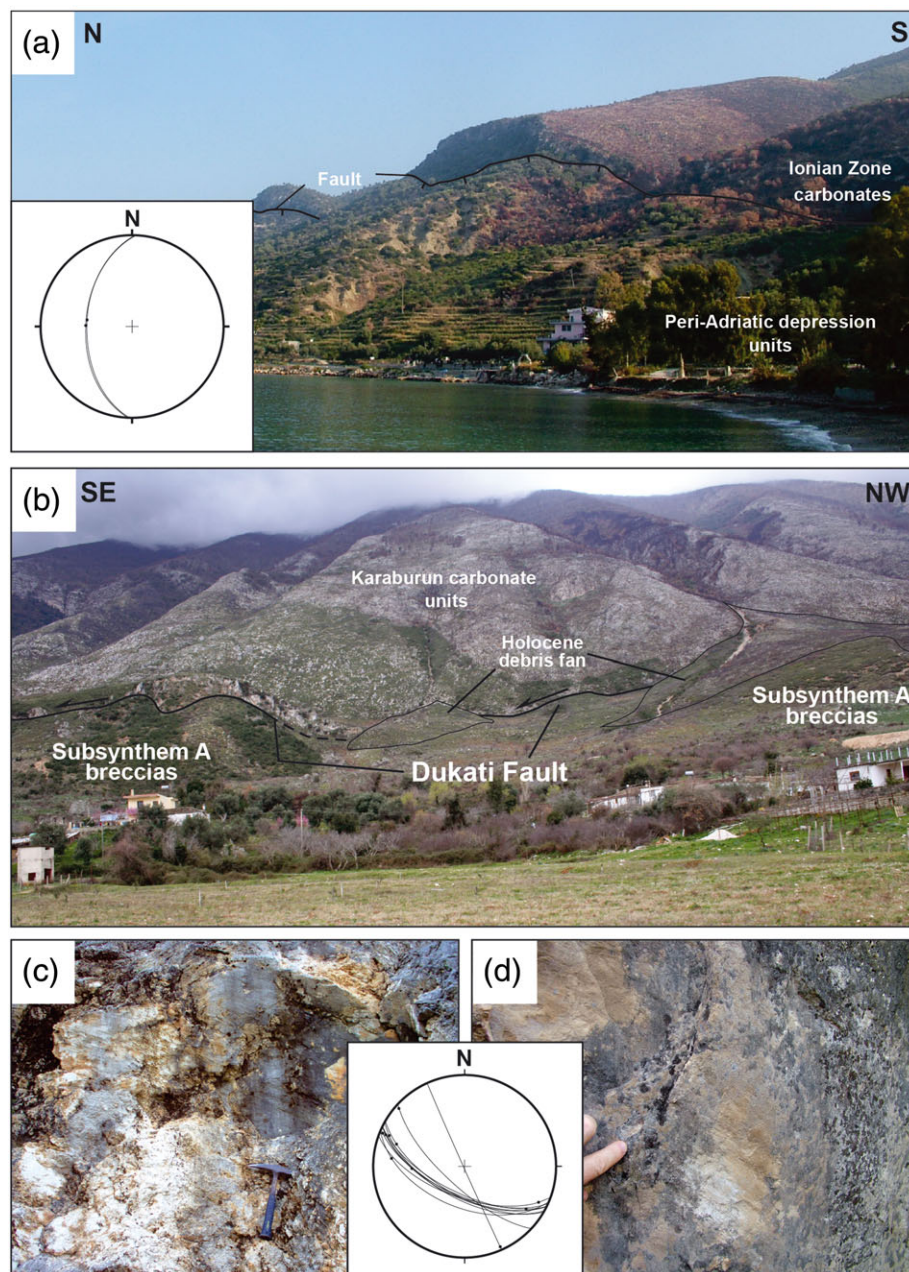 (a)
N
S
Fault
Ionian Zone
carbonates
N
Peri-Adriatic depression
units
(b)
SE
NW
Karaburun carbonate
units
Holocene
debris fan
Subsynthem A
breccias
Subsynthem A
breccias
Dukati Fault
(c)
(d)
N